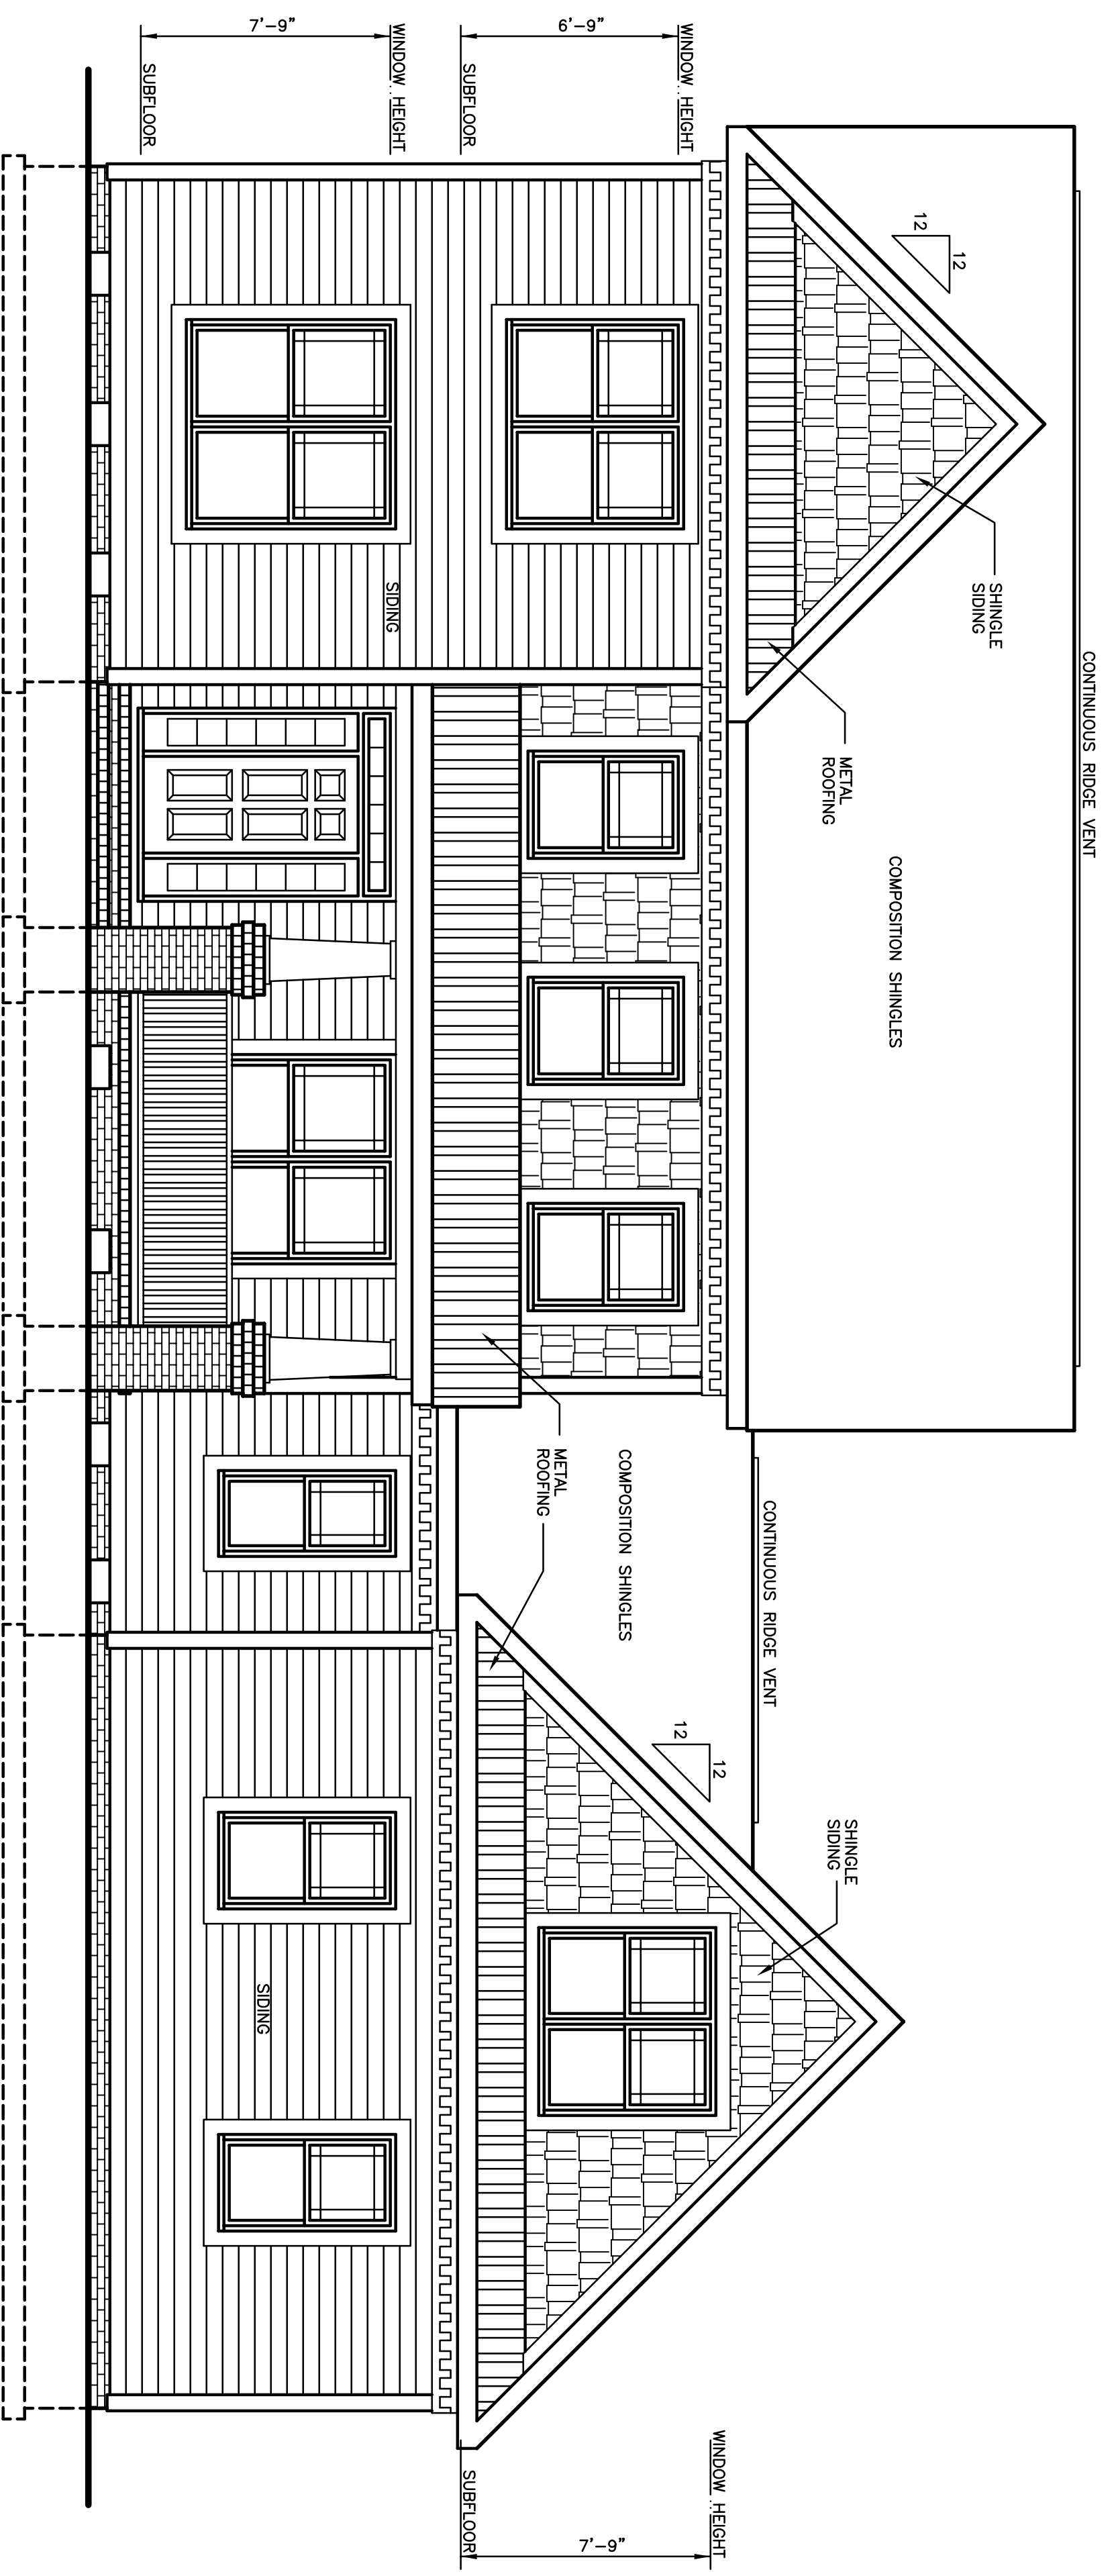 CONTINUOUS RIDGE VENT
12
12
SHINGLE
SIDING
METAL
ROOFING
COMPOSITION SHINGLES
WINDOW HEIGHT
6'-9"
SUBFLOOR
WINDOW HEIGHT
7'-9"
SUBFLOOR
SIDING
CONTINUOUS RIDGE VENT
COMPOSITION SHINGLES
METAL
ROOFING
12
12
SHINGLE
SIDING
SIDING
WINDOW HEIGHT
7'-9"
SUBFLOOR